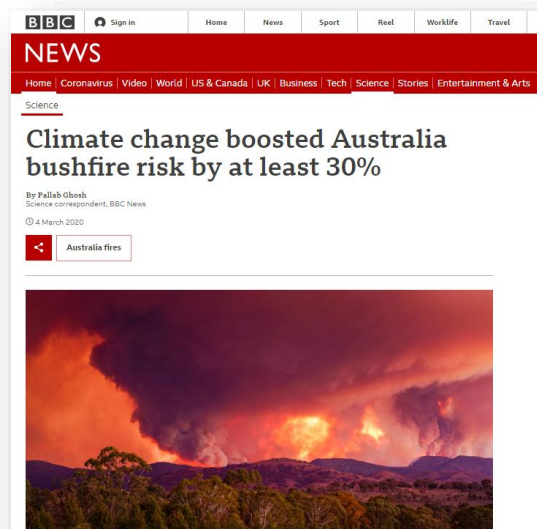 BBC Sign in Home News Sport Reel Worklife Travel
NEWS
Home Coronavirus Video World US & Canada UK Business Tech Science Stories Entertainment & Arts
Science
Climate change boosted Australia
bushfire risk by at least 30%
By Pallab Ghosh
Science correspondent, BBC News
4 March 2020
Australia fires